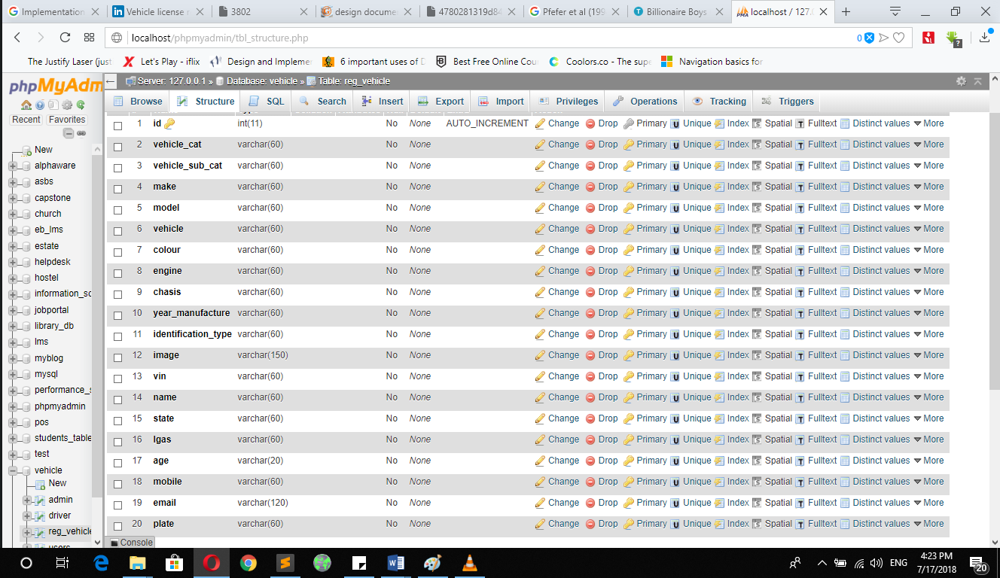 Implementation
Vehicle license r
3802
design docume
4780281319d84
Pfefer et al (199
Billionaire Boys
localhost / 127.0
localhost/phpmyadmin/tbl_structure.php
0
?
The Justify Laser (just
Let's Play - iflix
Design and Impleme
6 important uses of D
Best Free Online Cou
Coolors.co - The supe
Navigation basics for
phpMyAdm
Recent Favorites
New
alphaware
asbs
capstone
church
eb_lms
estate
helpdesk
hostel
information_sc
jobportal
library_db
lms
myblog
mysql
performance_s
phpmyadmin
pos
students_table
test
vehicle
New
admin
driver
reg_vehicle
users
Server: 127.0.0.1 » Database: vehicle » Table: reg_vehicle
Browse Structure SQL Search Insert Export Import Privileges Operations Tracking Triggers
1 id int(11) No None AUTO_INCREMENT Change Drop Primary Unique Index Spatial Fulltext Distinct values More
2 vehicle_cat varchar(60) No None Change Drop Primary Unique Index Spatial Fulltext Distinct values More
3 vehicle_sub_cat varchar(60) No None Change Drop Primary Unique Index Spatial Fulltext Distinct values More
4 make varchar(60) No None Change Drop Primary Unique Index Spatial Fulltext Distinct values More
5 model varchar(60) No None Change Drop Primary Unique Index Spatial Fulltext Distinct values More
6 vehicle varchar(60) No None Change Drop Primary Unique Index Spatial Fulltext Distinct values More
7 colour varchar(60) No None Change Drop Primary Unique Index Spatial Fulltext Distinct values More
8 engine varchar(60) No None Change Drop Primary Unique Index Spatial Fulltext Distinct values More
9 chasis varchar(60) No None Change Drop Primary Unique Index Spatial Fulltext Distinct values More
10 year_manufacture varchar(60) No None Change Drop Primary Unique Index Spatial Fulltext Distinct values More
11 identification_type varchar(60) No None Change Drop Primary Unique Index Spatial Fulltext Distinct values More
12 image varchar(150) No None Change Drop Primary Unique Index Spatial Fulltext Distinct values More
13 vin varchar(60) No None Change Drop Primary Unique Index Spatial Fulltext Distinct values More
14 name varchar(60) No None Change Drop Primary Unique Index Spatial Fulltext Distinct values More
15 state varchar(60) No None Change Drop Primary Unique Index Spatial Fulltext Distinct values More
16 lgas varchar(60) No None Change Drop Primary Unique Index Spatial Fulltext Distinct values More
17 age varchar(20) No None Change Drop Primary Unique Index Spatial Fulltext Distinct values More
18 mobile varchar(60) No None Change Drop Primary Unique Index Spatial Fulltext Distinct values More
19 email varchar(120) No None Change Drop Primary Unique Index Spatial Fulltext Distinct values More
20 plate varchar(60) No None Change Drop Primary Unique Index Spatial Fulltext Distinct values More
Console
ENG
4:23 PM
7/17/2018
20